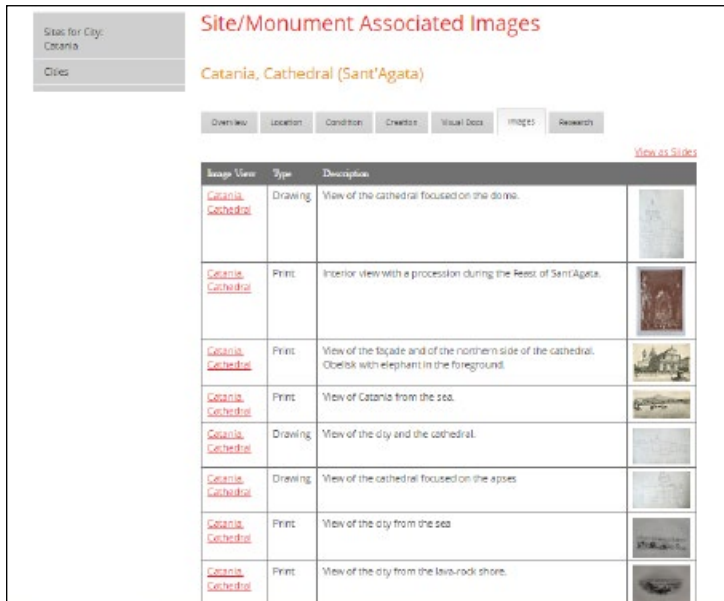 Site/Monument Associated Images
Sites for City:
Catania
Cities
Catania, Cathedral (Sant'Agata)
Overview Location Condition Creation Visual Docs Images Research
View as Slides
Image View Type Description
Catania, Drawing View of the cathedral focused on the dome.
Cathedral
Catania, Print Interior view with a procession during the Feast of Sant'Agata.
Cathedral
Catania, Print View of the façade and of the northern side of the cathedral.
Cathedral Obelisk with elephant in the foreground.
Catania, Print View of Catania from the sea.
Cathedral
Catania, Drawing View of the city and the cathedral.
Cathedral
Catania, Drawing View of the cathedral focused on the apses
Cathedral
Catania, Print View of the city from the sea
Cathedral
Catania, Print View of the city from the lava-rock shore.
Cathedral